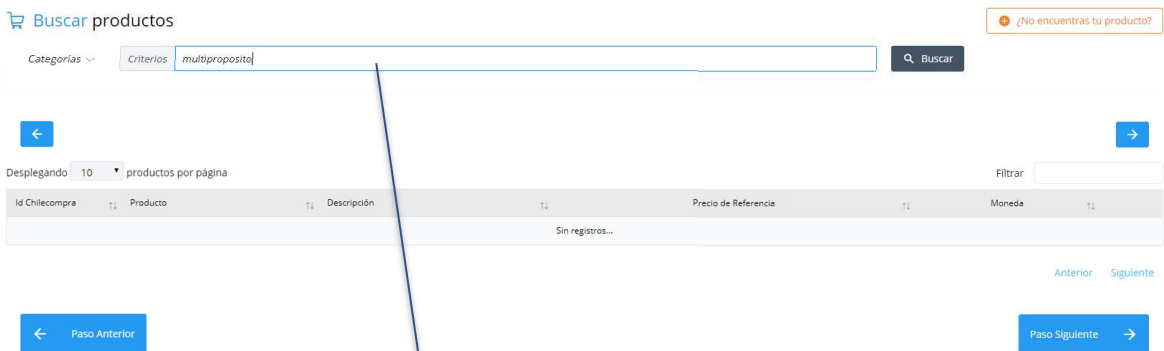 Buscar productos
¿No encuentras tu producto?
Categorías
Criterios multiproposito
Buscar
Desplegando 10 productos por página
Filtrar
Id Chilecompra Producto Descripción Precio de Referencia Moneda
Sin registros...
Anterior Siguiente
Paso Anterior
Paso Siguiente